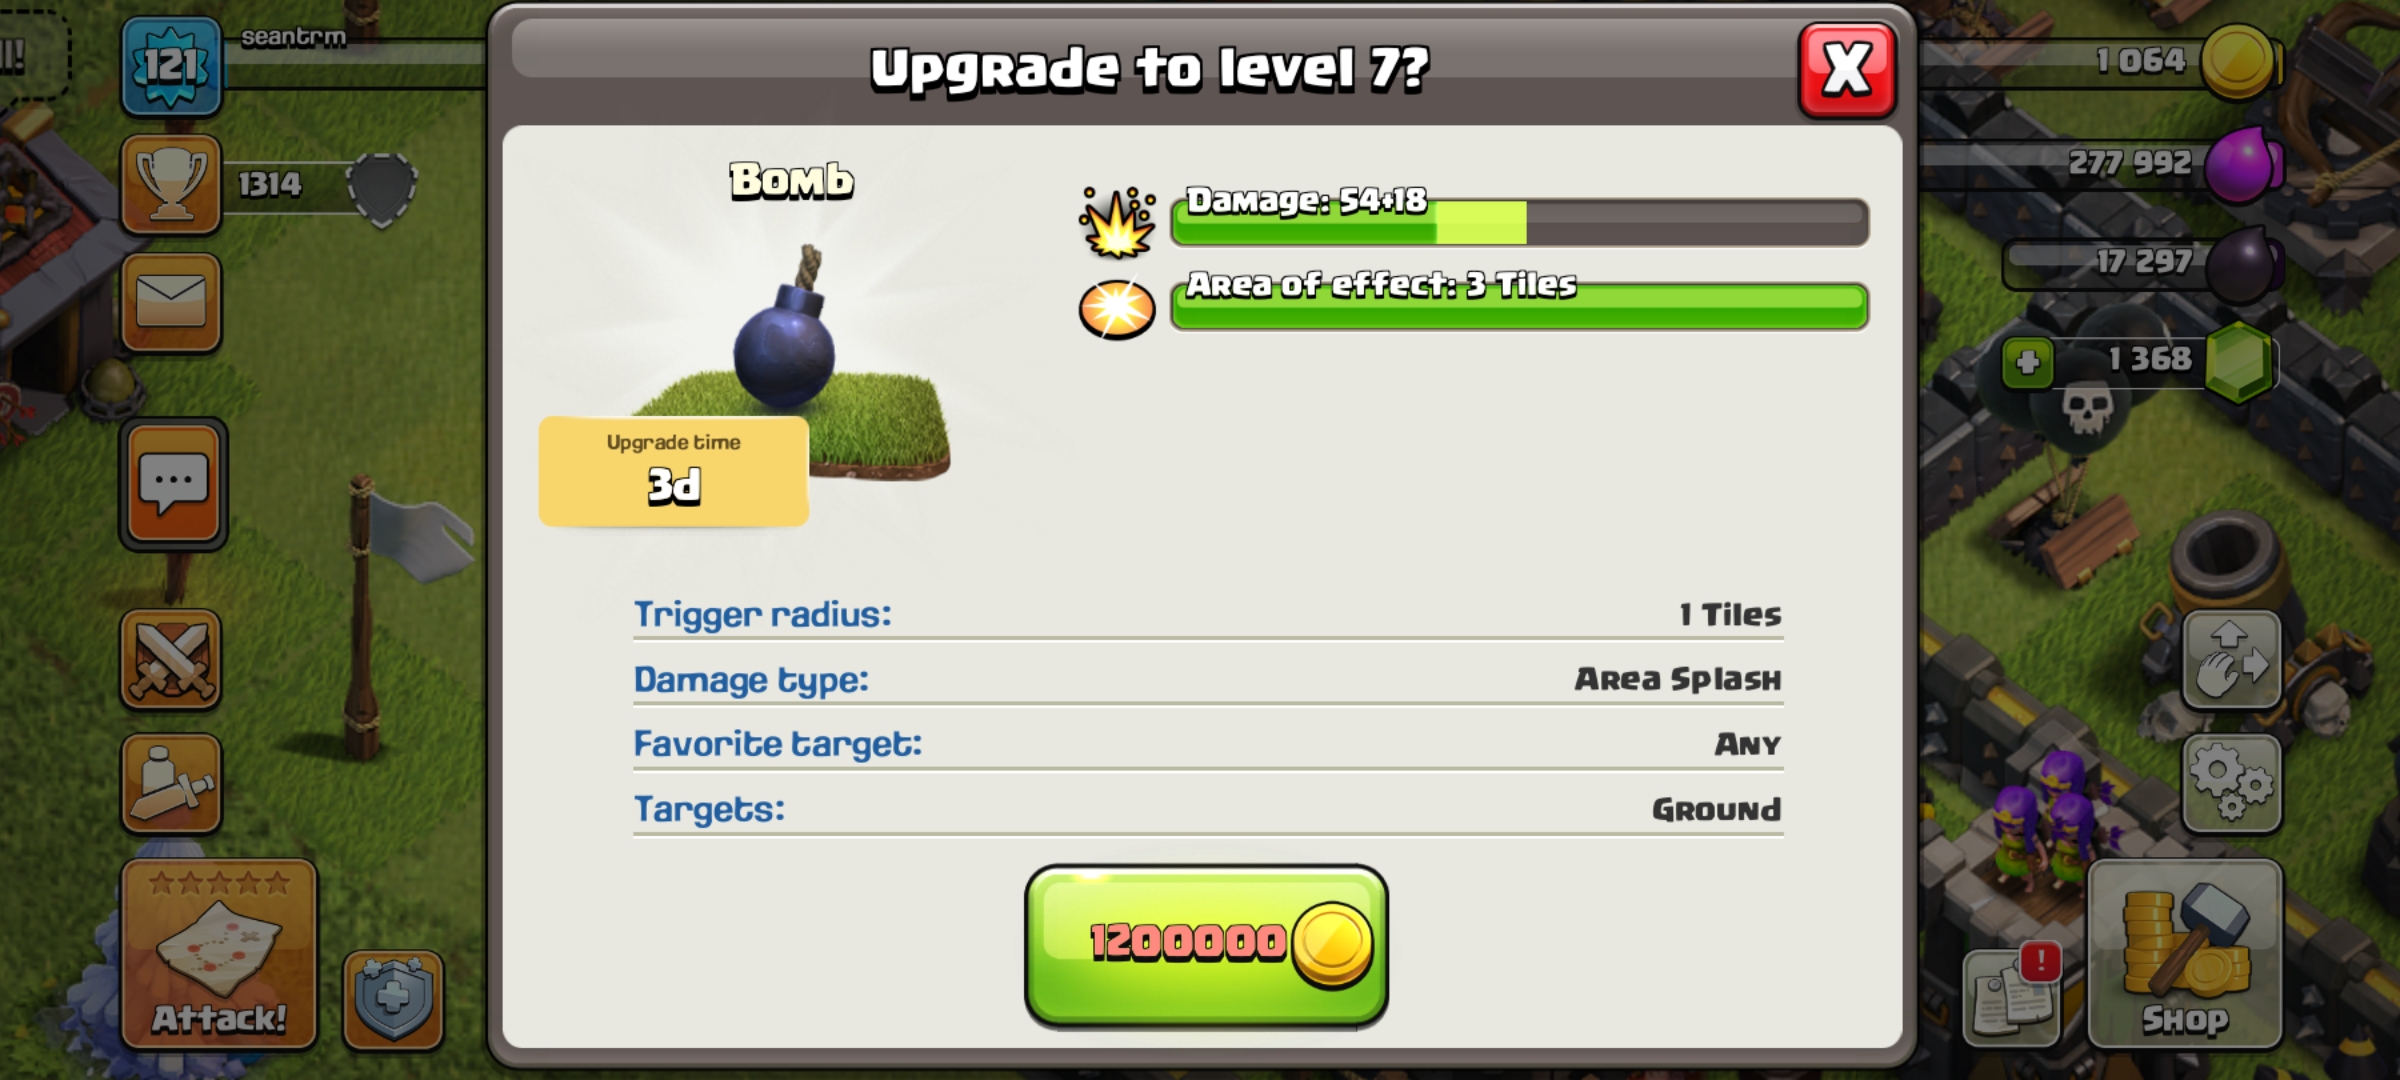 Upgrade to level 7?
121
seantrm
1314
1 064
277 992
17 297
1 368
Bomb
Damage: 54+18
Area of effect: 3 Tiles
Upgrade time
3d
Trigger radius: 1 Tiles
Damage type: Area Splash
Favorite target: Any
Targets: Ground
1200000
Attack!
!
Shop